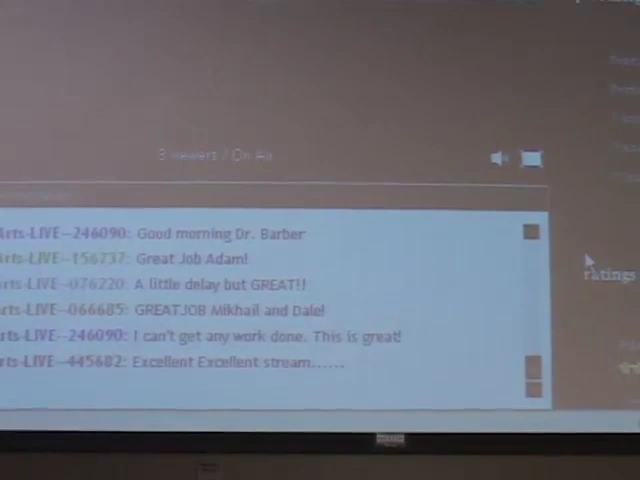 3 viewers / On Air
Arts-LIVE--246090: Good morning Dr. Barber
Arts-LIVE--156737: Great Job Adam!
rts-LIVE--076220: A little delay but GREAT!!
rts-LIVE--066685: GREATJOB Mikhail and Dale!
rts-LIVE--246090: I can't get any work done. This is great!
rts-LIVE--445682: Excellent Excellent stream......
ratings